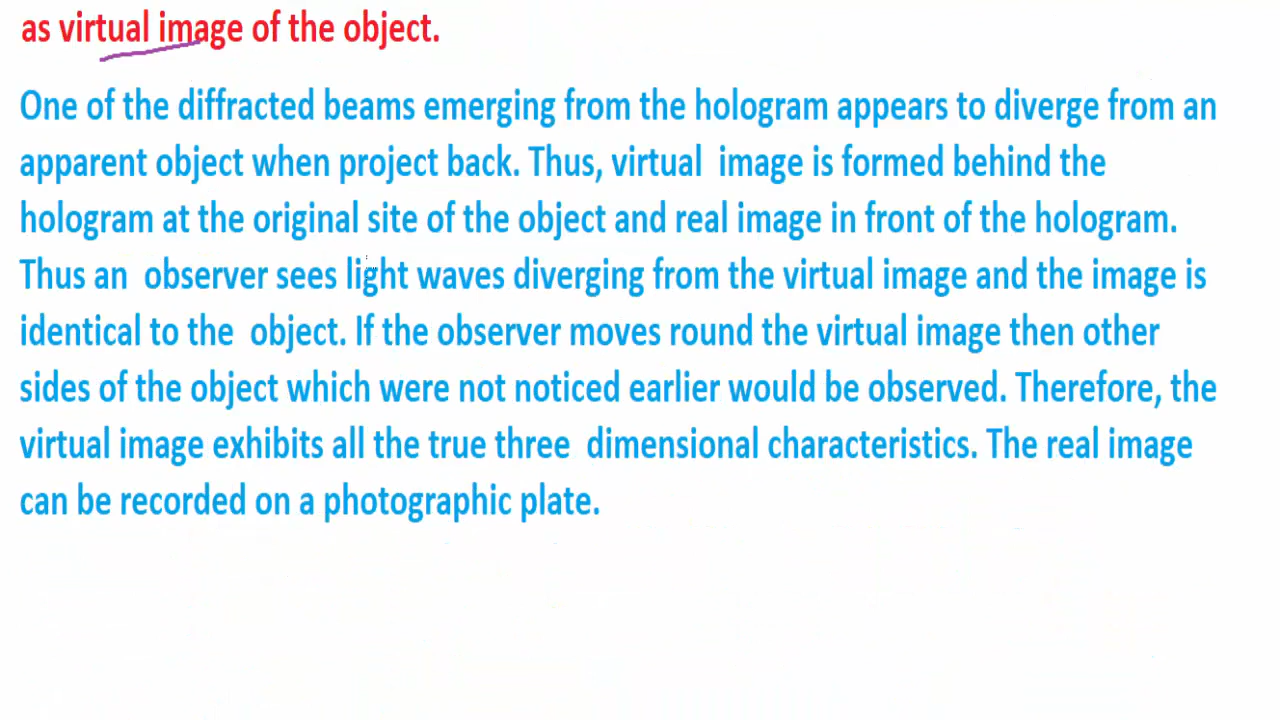 as virtual image of the object.
One of the diffracted beams emerging from the hologram appears to diverge from an
apparent object when project back. Thus, virtual image is formed behind the
hologram at the original site of the object and real image in front of the hologram.
Thus an observer sees light waves diverging from the virtual image and the image is
identical to the object. If the observer moves round the virtual image then other
sides of the object which were not noticed earlier would be observed. Therefore, the
virtual image exhibits all the true three dimensional characteristics. The real image
can be recorded on a photographic plate.